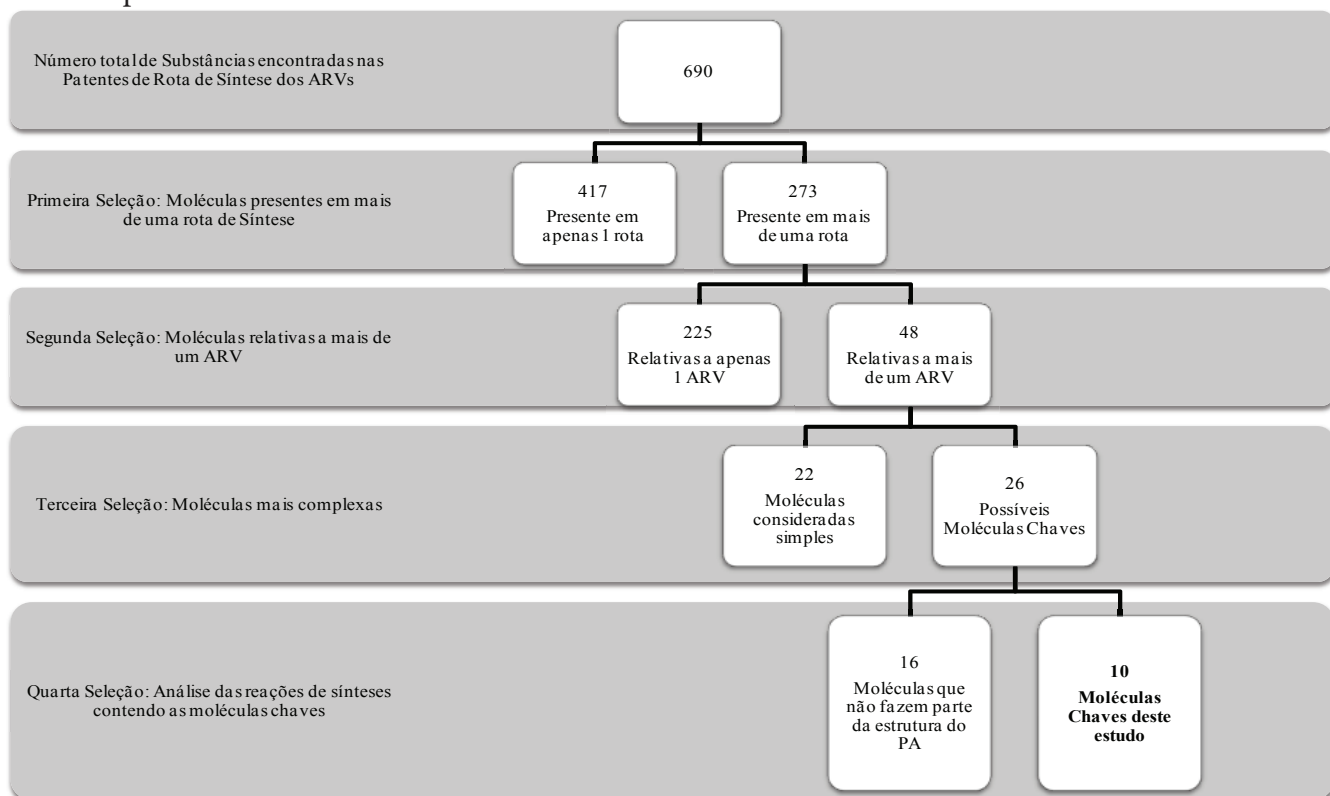 Número total de Substâncias encontradas nas
Patentes de Rota de Síntese dos ARVs
690
Primeira Seleção: Moléculas presentes em mais
de uma rota de Síntese
417
Presente em
apenas 1 rota
273
Presente em mais
de uma rota
Segunda Seleção: Moléculas relativas a mais de
um ARV
225
Relativas a apenas
1 ARV
48
Relativas a mais
de um ARV
Terceira Seleção: Moléculas mais complexas
22
Moléculas
consideradas
simples
26
Possíveis
Moléculas Chaves
Quarta Seleção: Análise das reações de sínteses
contendo as moléculas chaves
16
Moléculas que
não fazem parte
da estrutura do
PA
10
Moléculas
Chaves deste
estudo